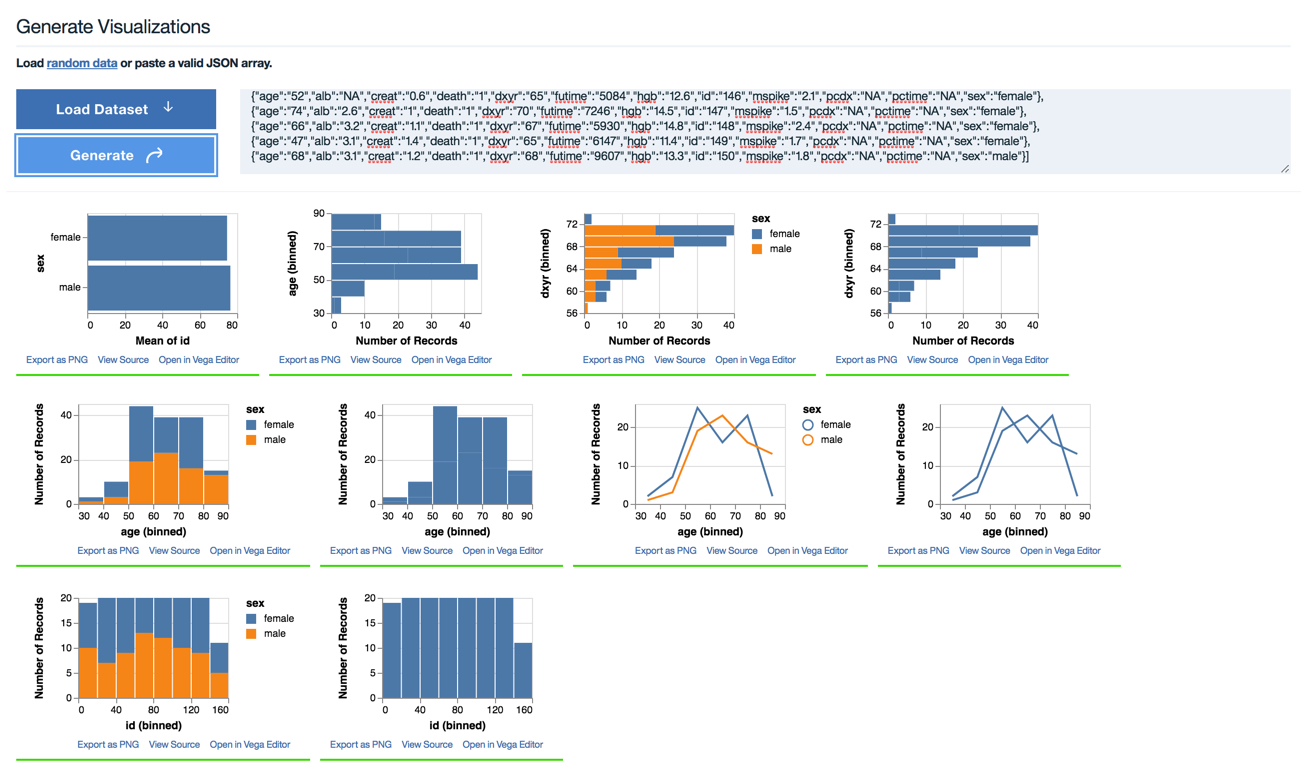 Generate Visualizations
Load random data or paste a valid JSON array.
Load Dataset ↓
Generate
{"age":"52","alb":"NA","creat":"0.6","death":"1","dxyr":"65","futime":"5084","hgb":"12.6","id":"146","mspike":"2.1","pcdx":"NA","pctime":"NA","sex":"female"},
{"age":"74","alb":"2.6","creat":"1","death":"1","dxyr":"70","futime":"7246","hgb":"14.5","id":"147","mspike":"1.5","pcdx":"NA","pctime":"NA","sex":"female"},
{"age":"66","alb":"3.2","creat":"1.1","death":"1","dxyr":"67","futime":"5930","hgb":"14.8","id":"148","mspike":"2.4","pcdx":"NA","pctime":"NA","sex":"female"},
{"age":"47","alb":"3.1","creat":"1.4","death":"1","dxyr":"65","futime":"6147","hgb":"11.4","id":"149","mspike":"1.7","pcdx":"NA","pctime":"NA","sex":"female"},
{"age":"68","alb":"3.1","creat":"1.2","death":"1","dxyr":"68","futime":"9607","hgb":"13.3","id":"150","mspike":"1.8","pcdx":"NA","pctime":"NA","sex":"male"}]
sex
female
male
0 20 40 60 80
Mean of id
Export as PNG View Source Open in Vega Editor
age (binned)
90
70
50
30
0 10 20 30 40
Number of Records
Export as PNG View Source Open in Vega Editor
dxyr (binned)
72
68
64
60
56
0 10 20 30 40
Number of Records
sex
female
male
Export as PNG View Source Open in Vega Editor
dxyr (binned)
72
68
64
60
56
0 10 20 30 40
Number of Records
Export as PNG View Source Open in Vega Editor
Number of Records
40
20
0
30 40 50 60 70 80 90
age (binned)
sex
female
male
Export as PNG View Source Open in Vega Editor
Number of Records
40
20
0
30 40 50 60 70 80 90
age (binned)
Export as PNG View Source Open in Vega Editor
Number of Records
20
10
0
30 40 50 60 70 80 90
age (binned)
sex
female
male
Export as PNG View Source Open in Vega Editor
Number of Records
20
10
0
30 40 50 60 70 80 90
age (binned)
Export as PNG View Source Open in Vega Editor
Number of Records
20
15
10
5
0
0 40 80 120 160
id (binned)
sex
female
male
Export as PNG View Source Open in Vega Editor
Number of Records
20
15
10
5
0
0 40 80 120 160
id (binned)
Export as PNG View Source Open in Vega Editor